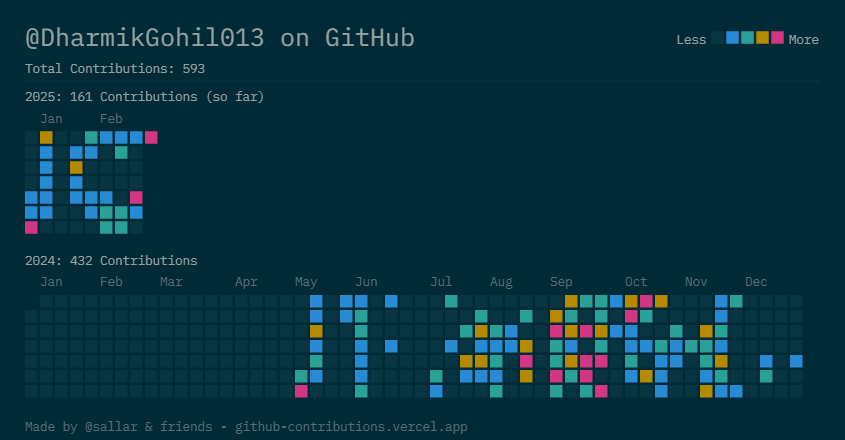 @DharmikGohil013 on GitHub
Less More
Total Contributions: 593
2025: 161 Contributions (so far)
Jan Feb
2024: 432 Contributions
Jan Feb Mar Apr May Jun Jul Aug Sep Oct Nov Dec
Made by @sallar & friends - github-contributions.vercel.app